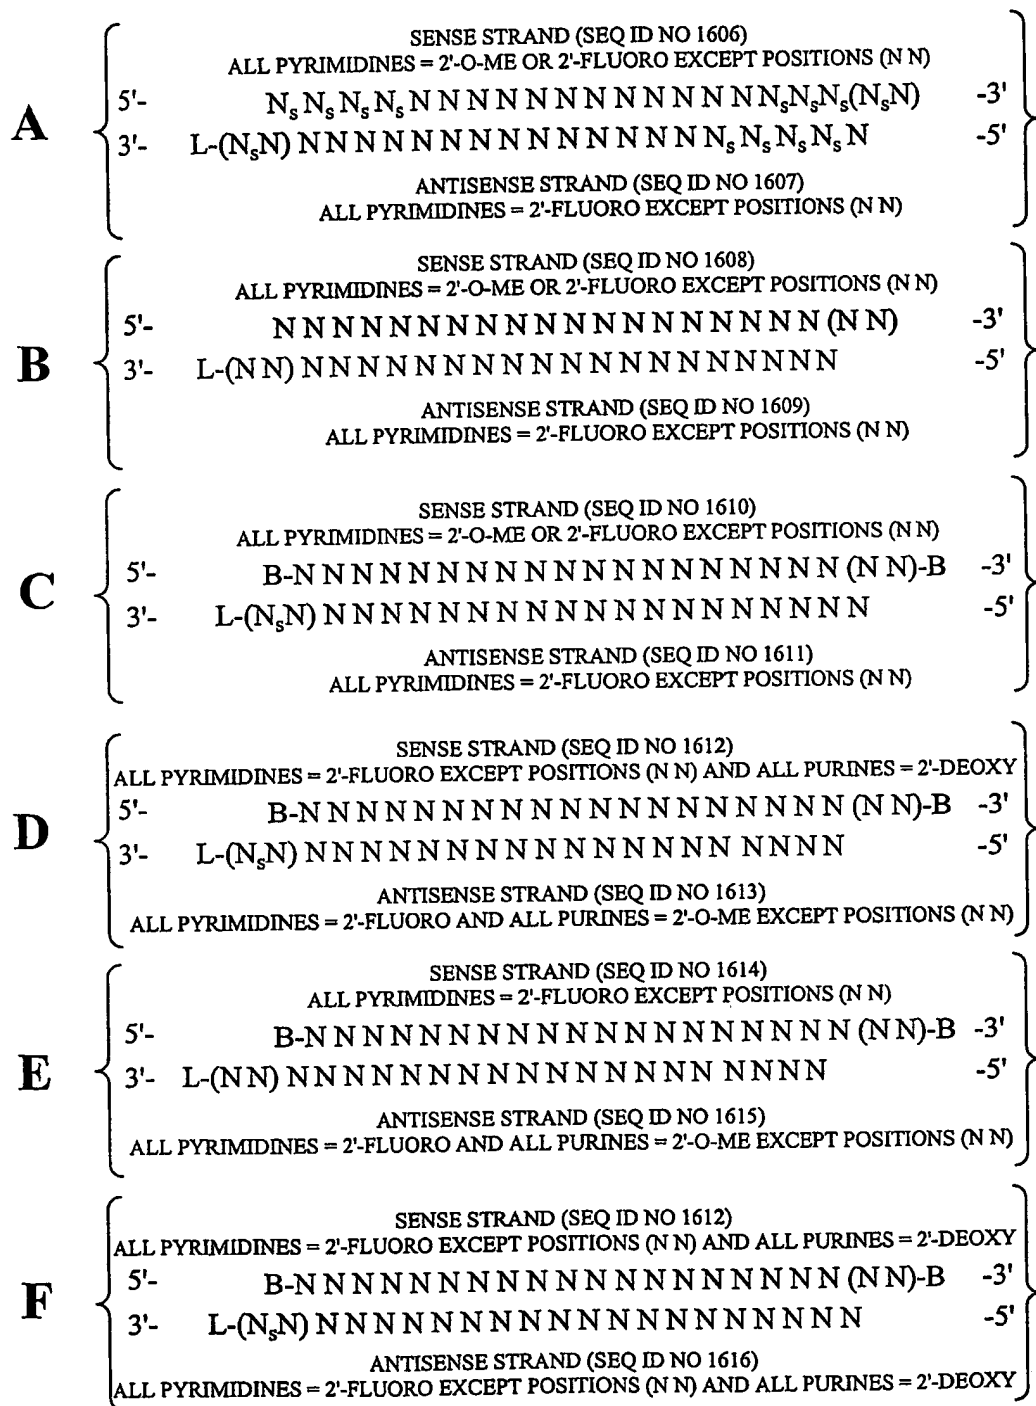 SENSE STRAND (SEQ ID NO 1606)
ALL PYRIMIDINES = 2'-O-ME OR 2'-FLUORO EXCEPT POSITIONS (N N)
A 5'- NₛNₛNₛNₛN N N N N N N N N N N N NₛNₛNₛ(NₛN) -3'
3'- L-(NₛN) N N N N N N N N N N N N N N Nₛ Nₛ Nₛ Nₛ N -5'
ANTISENSE STRAND (SEQ ID NO 1607)
ALL PYRIMIDINES = 2'-FLUORO EXCEPT POSITIONS (N N)
SENSE STRAND (SEQ ID NO 1608)
ALL PYRIMIDINES = 2'-O-ME OR 2'-FLUORO EXCEPT POSITIONS (N N)
B 5'- N N N N N N N N N N N N N N N N N N N (N N) -3'
3'- L-(N N) N N N N N N N N N N N N N N N N N N N -5'
ANTISENSE STRAND (SEQ ID NO 1609)
ALL PYRIMIDINES = 2'-FLUORO EXCEPT POSITIONS (N N)
SENSE STRAND (SEQ ID NO 1610)
ALL PYRIMIDINES = 2'-O-ME OR 2'-FLUORO EXCEPT POSITIONS (N N)
C 5'- B-N N N N N N N N N N N N N N N N N N N (N N)-B -3'
3'- L-(NₛN) N N N N N N N N N N N N N N N N N N N -5'
ANTISENSE STRAND (SEQ ID NO 1611)
ALL PYRIMIDINES = 2'-FLUORO EXCEPT POSITIONS (N N)
SENSE STRAND (SEQ ID NO 1612)
ALL PYRIMIDINES = 2'-FLUORO EXCEPT POSITIONS (N N) AND ALL PURINES = 2'-DEOXY
D 5'- B-N N N N N N N N N N N N N N N N N N N (N N)-B -3'
3'- L-(NₛN) N N N N N N N N N N N N N N N N N N N -5'
ANTISENSE STRAND (SEQ ID NO 1613)
ALL PYRIMIDINES = 2'-FLUORO AND ALL PURINES = 2'-O-ME EXCEPT POSITIONS (N N)
SENSE STRAND (SEQ ID NO 1614)
ALL PYRIMIDINES = 2'-FLUORO EXCEPT POSITIONS (N N)
E 5'- B-N N N N N N N N N N N N N N N N N N N (N N)-B -3'
3'- L-(N N) N N N N N N N N N N N N N N N N N N N -5'
ANTISENSE STRAND (SEQ ID NO 1615)
ALL PYRIMIDINES = 2'-FLUORO AND ALL PURINES = 2'-O-ME EXCEPT POSITIONS (N N)
SENSE STRAND (SEQ ID NO 1612)
ALL PYRIMIDINES = 2'-FLUORO EXCEPT POSITIONS (N N) AND ALL PURINES = 2'-DEOXY
F 5'- B-N N N N N N N N N N N N N N N N N N N (N N)-B -3'
3'- L-(NₛN) N N N N N N N N N N N N N N N N N N N -5'
ANTISENSE STRAND (SEQ ID NO 1616)
ALL PYRIMIDINES = 2'-FLUORO EXCEPT POSITIONS (N N) AND ALL PURINES = 2'-DEOXY